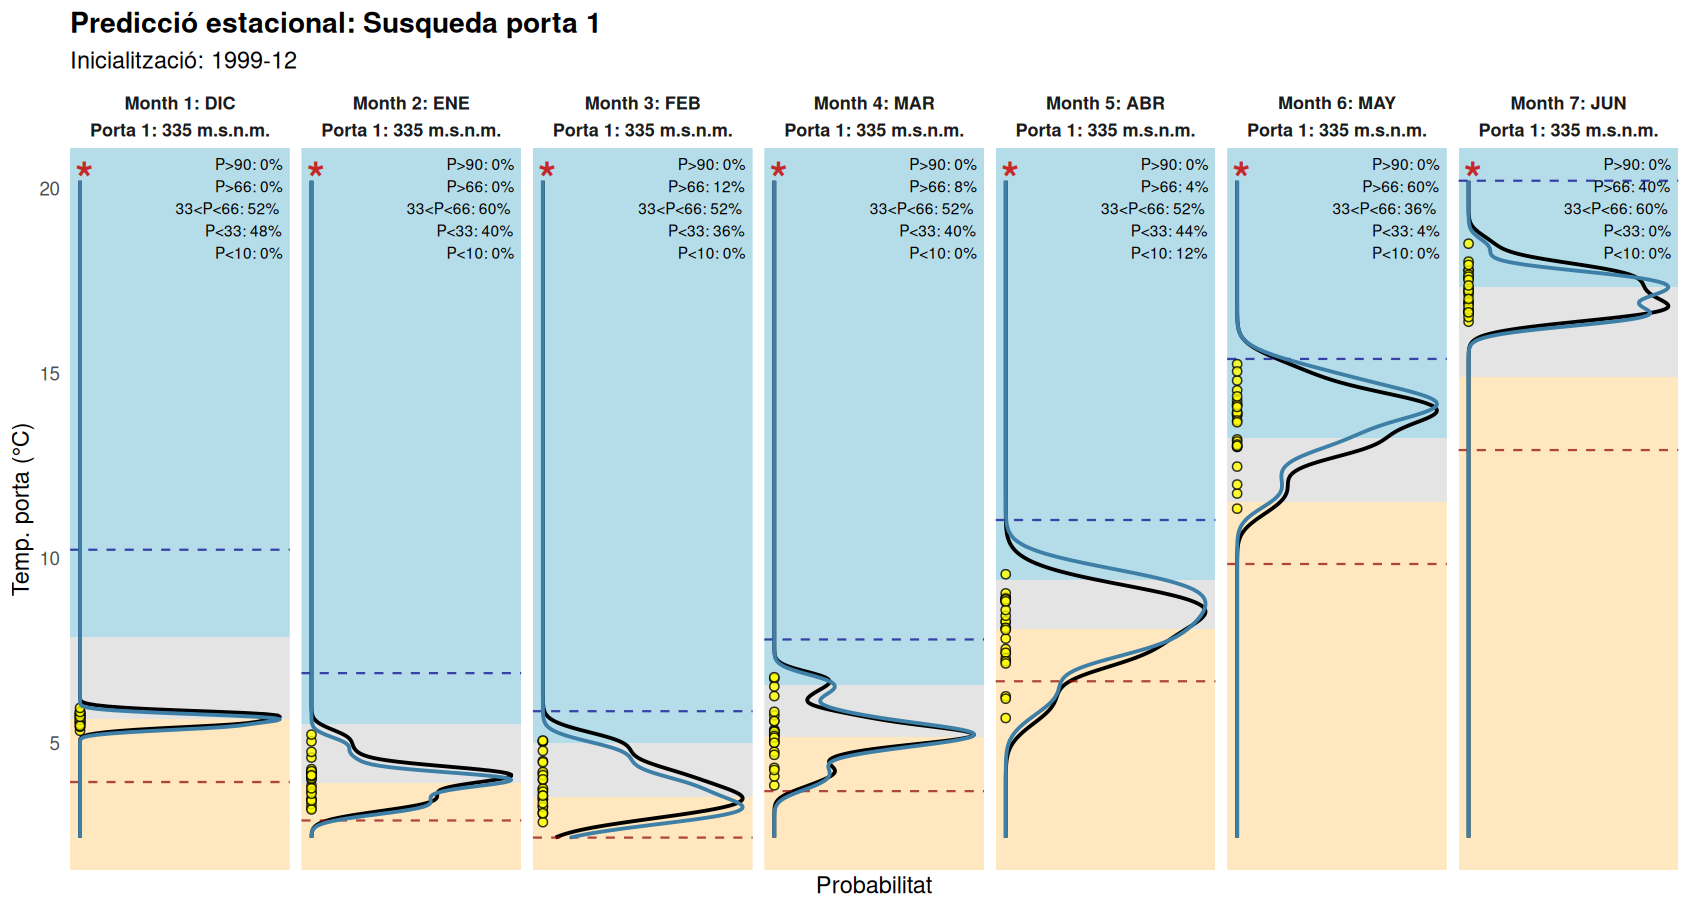 Predicció estacional: Susqueda porta 1
Inicialització: 1999-12
Month 1: DIC
Porta 1: 335 m.s.n.m.
Month 2: ENE
Porta 1: 335 m.s.n.m.
Month 3: FEB
Porta 1: 335 m.s.n.m.
Month 4: MAR
Porta 1: 335 m.s.n.m.
Month 5: ABR
Porta 1: 335 m.s.n.m.
Month 6: MAY
Porta 1: 335 m.s.n.m.
Month 7: JUN
Porta 1: 335 m.s.n.m.
*
P>90: 0%
P>66: 0%
33<P<66: 52%
P<33: 48%
P<10: 0%
*
P>90: 0%
P>66: 0%
33<P<66: 60%
P<33: 40%
P<10: 0%
*
P>90: 0%
P>66: 12%
33<P<66: 52%
P<33: 36%
P<10: 0%
*
P>90: 0%
P>66: 8%
33<P<66: 52%
P<33: 40%
P<10: 0%
*
P>90: 0%
P>66: 4%
33<P<66: 52%
P<33: 44%
P<10: 12%
*
P>90: 0%
P>66: 60%
33<P<66: 36%
P<33: 4%
P<10: 0%
*
P>90: 0%
P>66: 40%
33<P<66: 60%
P<33: 0%
P<10: 0%
20
15
10
5
Temp. porta (°C)
Probabilitat